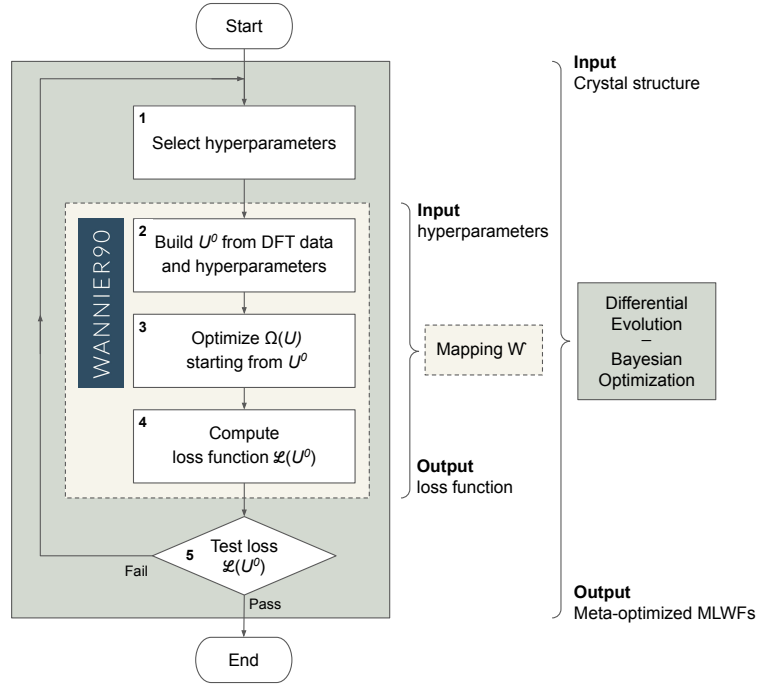 Start
1
Select hyperparameters
WANNIER90
2
Build U⁰ from DFT data
and hyperparameters
3
Optimize Ω(U)
starting from U⁰
4
Compute
loss function ℒ(U⁰)
5
Test loss
ℒ(U⁰)
Fail
Pass
End
Input
hyperparameters
Mapping W
Output
loss function
Input
Crystal structure
Differential
Evolution
–
Bayesian
Optimization
Output
Meta-optimized MLWFs